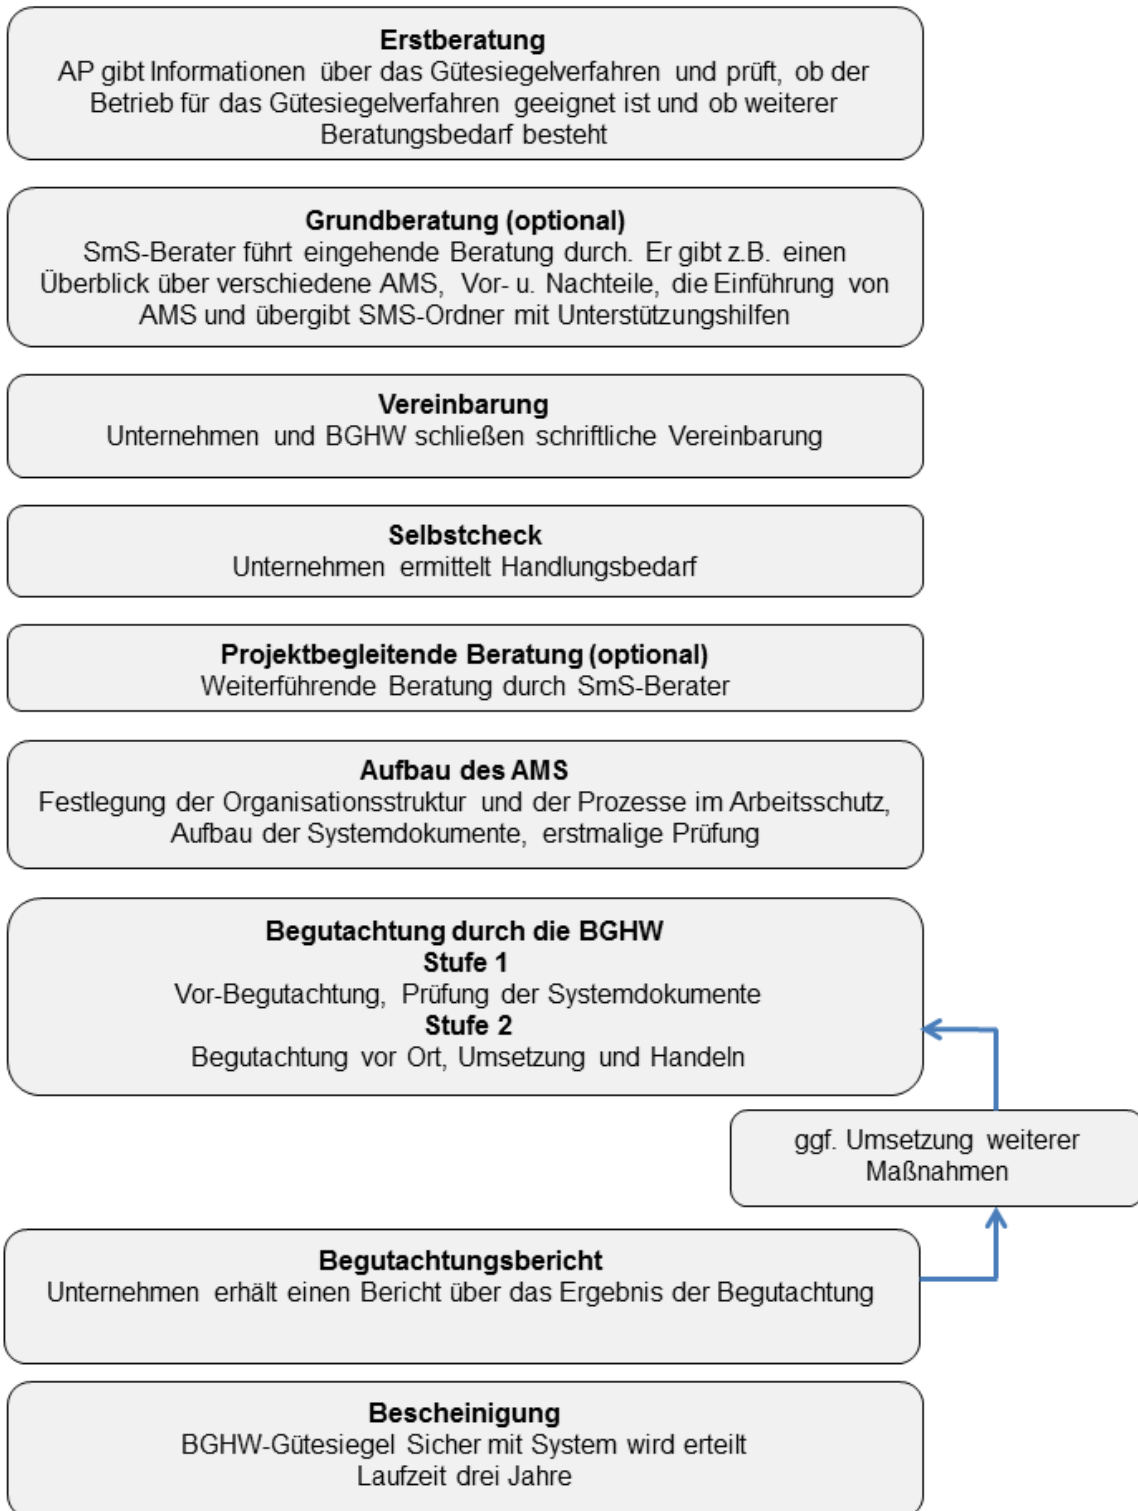 Erstberatung
AP gibt Informationen über das Gütesiegelverfahren und prüft, ob der
Betrieb für das Gütesiegelverfahren geeignet ist und ob weiterer
Beratungsbedarf besteht
Grundberatung (optional)
SmS-Berater führt eingehende Beratung durch. Er gibt z.B. einen
Überblick über verschiedene AMS, Vor- u. Nachteile, die Einführung von
AMS und übergibt SMS-Ordner mit Unterstützungshilfen
Vereinbarung
Unternehmen und BGHW schließen schriftliche Vereinbarung
Selbstcheck
Unternehmen ermittelt Handlungsbedarf
Projektbegleitende Beratung (optional)
Weiterführende Beratung durch SmS-Berater
Aufbau des AMS
Festlegung der Organisationsstruktur und der Prozesse im Arbeitsschutz,
Aufbau der Systemdokumente, erstmalige Prüfung
Begutachtung durch die BGHW
Stufe 1
Vor-Begutachtung, Prüfung der Systemdokumente
Stufe 2
Begutachtung vor Ort, Umsetzung und Handeln
ggf. Umsetzung weiterer
Maßnahmen
Begutachtungsbericht
Unternehmen erhält einen Bericht über das Ergebnis der Begutachtung
Bescheinigung
BGHW-Gütesiegel Sicher mit System wird erteilt
Laufzeit drei Jahre